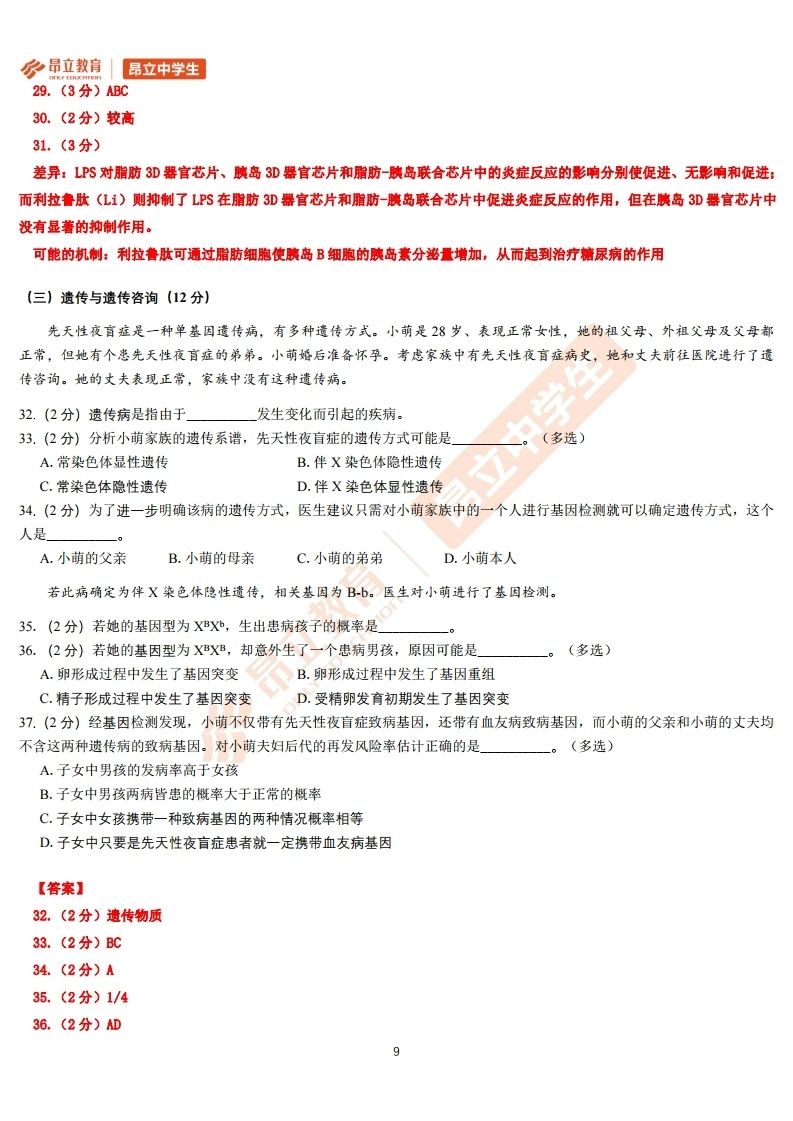 昂立教育
ONLY EDUCATION
昂立中学生
29.（3 分）ABC
30.（2 分）较高
31.（3 分）
差异：LPS 对脂肪 3D 器官芯片、胰岛 3D 器官芯片和脂肪-胰岛联合芯片中的炎症反应的影响分别使促进、无影响和促进；
而利拉鲁肽（Li）则抑制了 LPS 在脂肪 3D 器官芯片和脂肪-胰岛联合芯片中促进炎症反应的作用，但在胰岛 3D 器官芯片中
没有显著的抑制作用。
可能的机制：利拉鲁肽可通过脂肪细胞使胰岛 B 细胞的胰岛素分泌量增加，从而起到治疗糖尿病的作用
（三）遗传与遗传咨询（12 分）
先天性夜盲症是一种单基因遗传病，有多种遗传方式。小萌是 28 岁、表现正常女性，她的祖父母、外祖父母及父母都
正常，但她有个患先天性夜盲症的弟弟。小萌婚后准备怀孕。考虑家族中有先天性夜盲症病史，她和丈夫前往医院进行了遗
传咨询。她的丈夫表现正常，家族中没有这种遗传病。
32.（2 分）遗传病是指由于__________发生变化而引起的疾病。
33.（2 分）分析小萌家族的遗传系谱，先天性夜盲症的遗传方式可能是__________。（多选）
A. 常染色体显性遗传 B. 伴 X 染色体隐性遗传
C. 常染色体隐性遗传 D. 伴 X 染色体显性遗传
34.（2 分）为了进一步明确该病的遗传方式，医生建议只需对小萌家族中的一个人进行基因检测就可以确定遗传方式，这个
人是__________。
A. 小萌的父亲 B. 小萌的母亲 C. 小萌的弟弟 D. 小萌本人
若此病确定为伴 X 染色体隐性遗传，相关基因为 B-b。医生对小萌进行了基因检测。
35.（2 分）若她的基因型为 XᴮXᵇ，生出患病孩子的概率是__________。
36.（2 分）若她的基因型为 XᴮXᴮ，却意外生了一个患病男孩，原因可能是__________。（多选）
A. 卵形成过程中发生了基因突变 B. 卵形成过程中发生了基因重组
C. 精子形成过程中发生了基因突变 D. 受精卵发育初期发生了基因突变
37.（2 分）经基因检测发现，小萌不仅带有先天性夜盲症致病基因，还带有血友病致病基因，而小萌的父亲和小萌的丈夫均
不含这两种遗传病的致病基因。对小萌夫妇后代的再发风险率估计正确的是__________。（多选）
A. 子女中男孩的发病率高于女孩
B. 子女中男孩两病皆患的概率大于正常的概率
C. 子女中女孩携带一种致病基因的两种情况概率相等
D. 子女中只要是先天性夜盲症患者就一定携带血友病基因
【答案】
32.（2 分）遗传物质
33.（2 分）BC
34.（2 分）A
35.（2 分）1/4
36.（2 分）AD
9
昂立教育
ONLY EDUCATION
昂立中学生